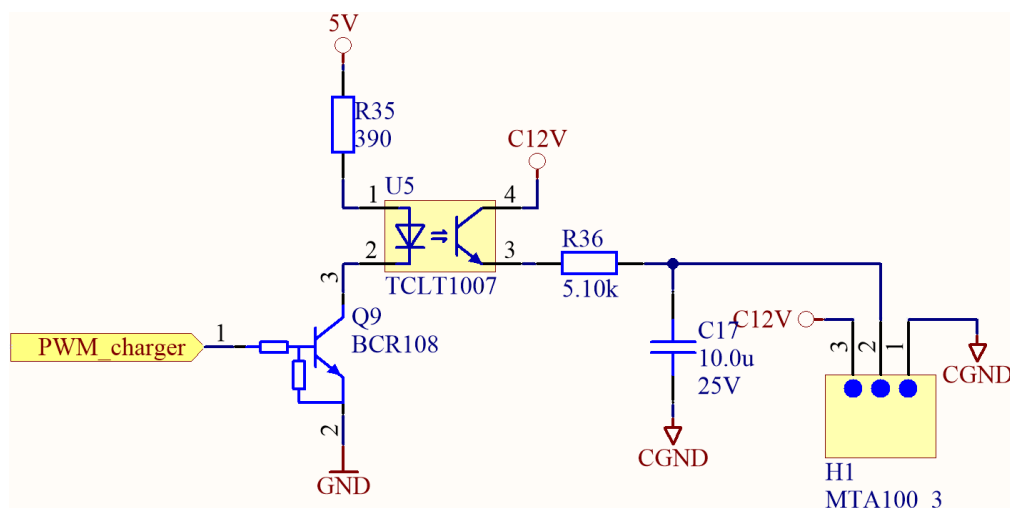 5V
R35
390
C12V
1
U5
4
2
3
TCLT1007
R36
5.10k
3
Q9
BCR108
PWM_charger
1
2
GND
C17
10.0u
25V
CGND
C12V
3
2
1
CGND
H1
MTA100_3